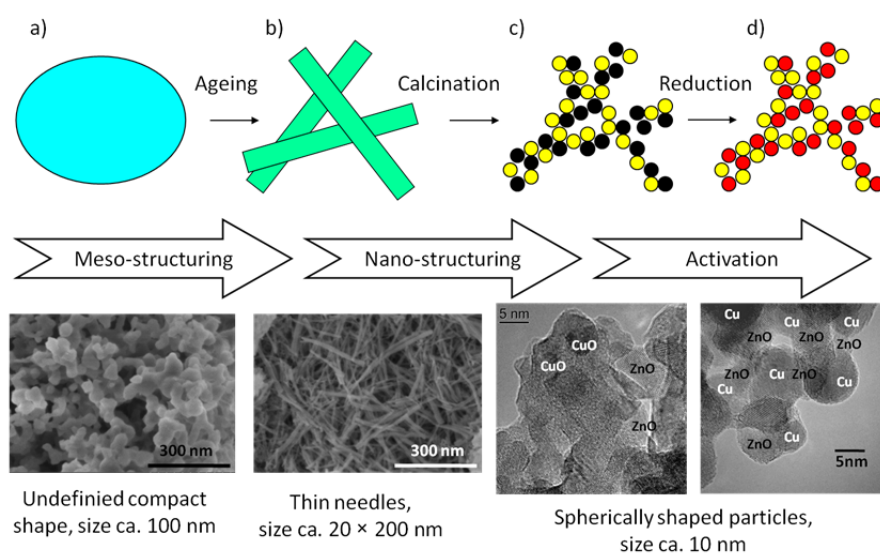 a)
b)
c)
d)
Ageing
Calcination
Reduction
Meso-structuring
Nano-structuring
Activation
300 nm
300 nm
5 nm
CuO
CuO
ZnO
ZnO
Cu
Cu
ZnO
ZnO
ZnO
Cu
Cu
Cu
ZnO
ZnO
Cu
5nm
Undefinied compact
shape, size ca. 100 nm
Thin needles,
size ca. 20 × 200 nm
Spherically shaped particles,
size ca. 10 nm